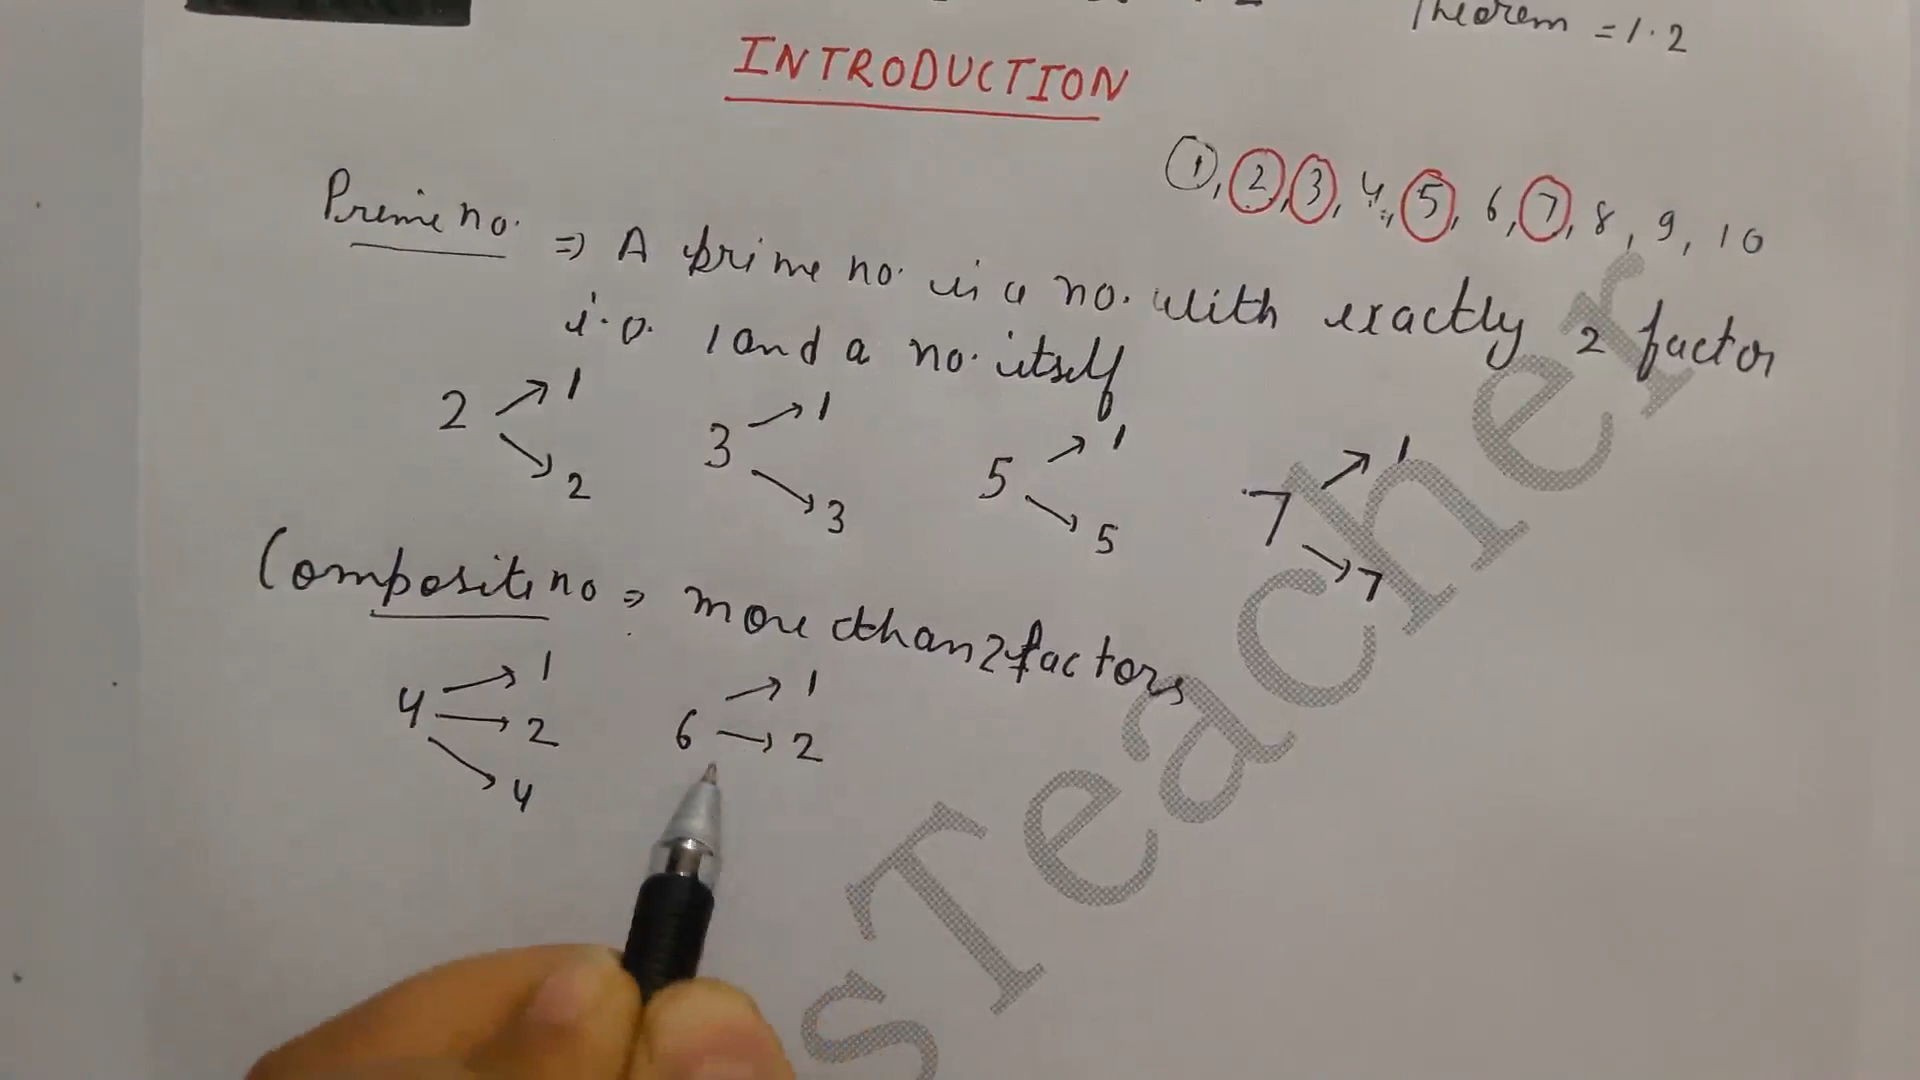 Theorem = 1.2
INTRODUCTION
①, ②, ③, 4, ⑤, 6, ⑦, 8, 9, 10
Prime no. ⇒ A prime no. is a no. with exactly 2 factor
i.e. 1 and a no. itself
2 → 1 3 → 1 5 → 1 7 → 1
→ 2 → 3 → 5 → 7
Composite no ⇒ more than 2 factors
4 → 1 6 → 1
→ 2 → 2
→ 4
sTeacher